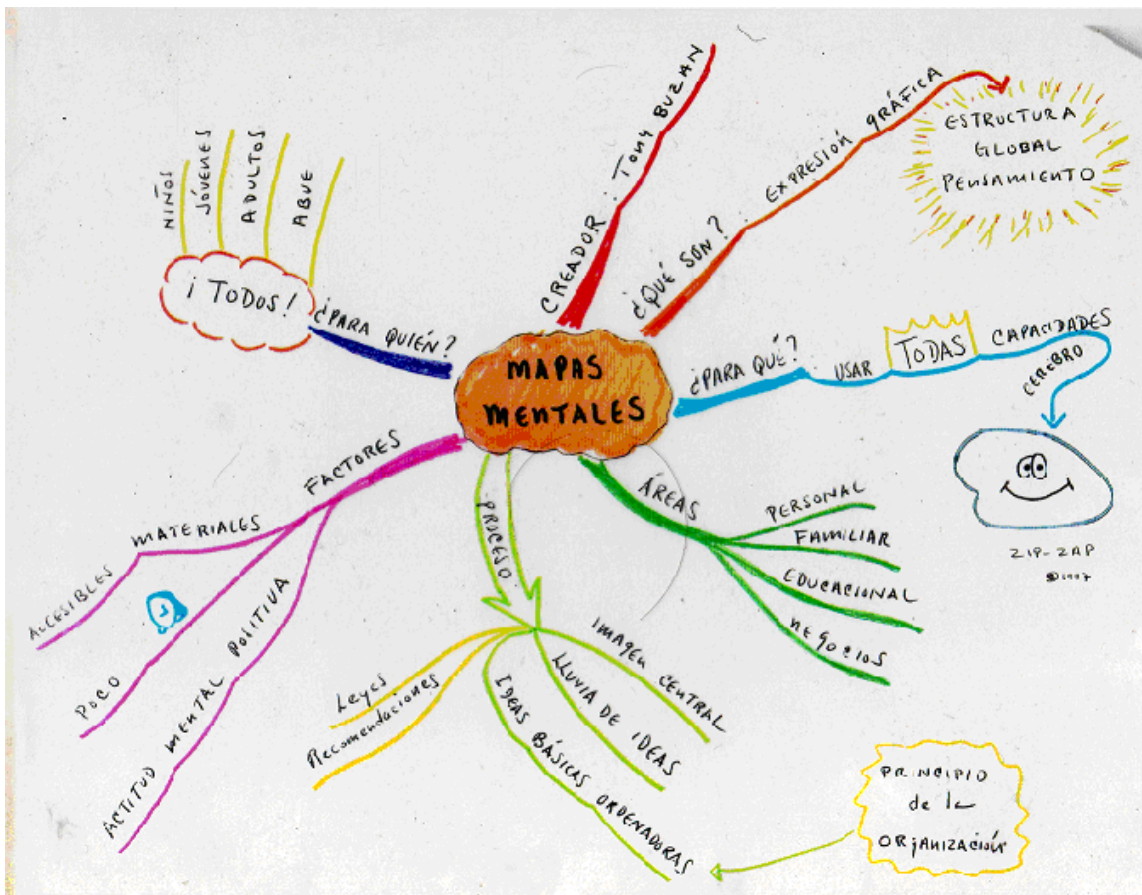 MAPAS
MENTALES
CREADOR : TONY BUZAN
¿QUÉ SON? : EXPRESIÓN GRÁFICA
ESTRUCTURA
GLOBAL
PENSAMIENTO
¿PARA QUÉ? USAR TODAS CAPACIDADES
CEREBRO
ZIP-ZAP
©1997
ÁREAS
PERSONAL
FAMILIAR
EDUCACIONAL
NEGOCIOS
PROCESO
IMAGEN CENTRAL
LLUVIA DE IDEAS
IDEAS BÁSICAS ORDENADORAS
PRINCIPIO
de la
ORGANIZACIÓN
Leyes
Recomendaciones
FACTORES
MATERIALES
ACCESIBLES
POCO
ACTITUD MENTAL POSITIVA
¿PARA QUIÉN?
¡TODOS!
NIÑOS
JÓVENES
ADULTOS
ABUE